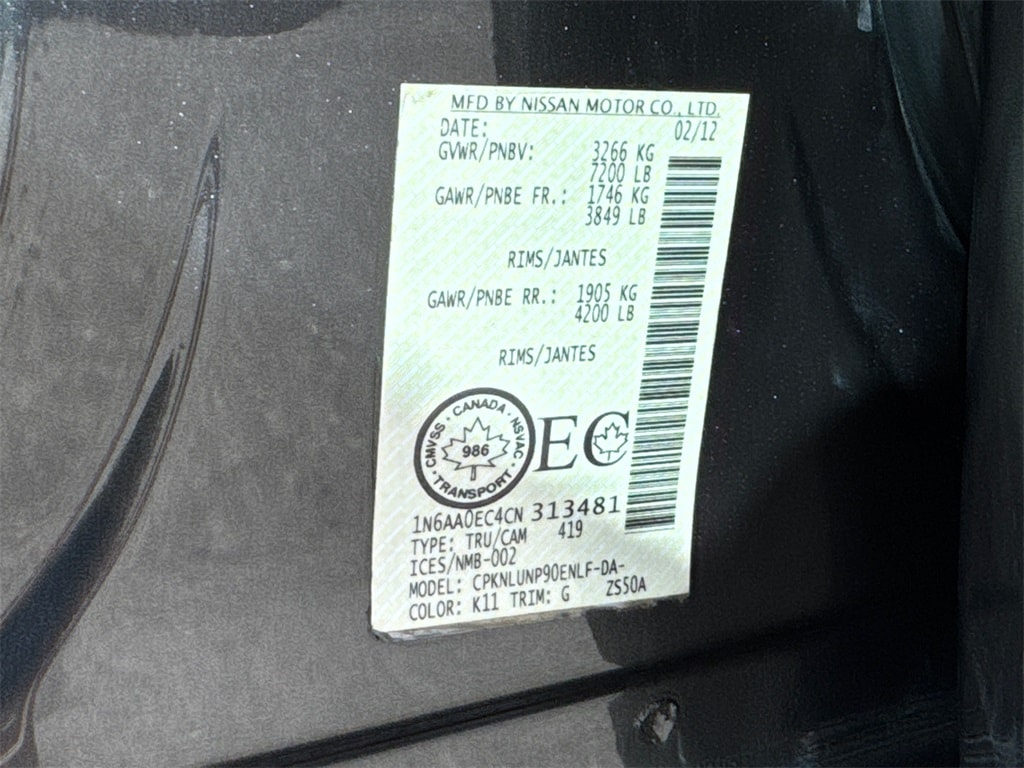 MFD BY NISSAN MOTOR CO., LTD.
DATE: 02/12
GVWR/PNBV: 3266 KG
7200 LB
GAWR/PNBE FR.: 1746 KG
3849 LB
RIMS/JANTES
GAWR/PNBE RR.: 1905 KG
4200 LB
RIMS/JANTES
CANADA · NSVAC · TRANSPORT · CMVSS ·
986
EC
1N6AA0EC4CN 313481
TYPE: TRU/CAM 419
ICES/NMB-002
MODEL: CPKNLUNP90ENLF-DA-
COLOR: K11 TRIM: G ZS50A